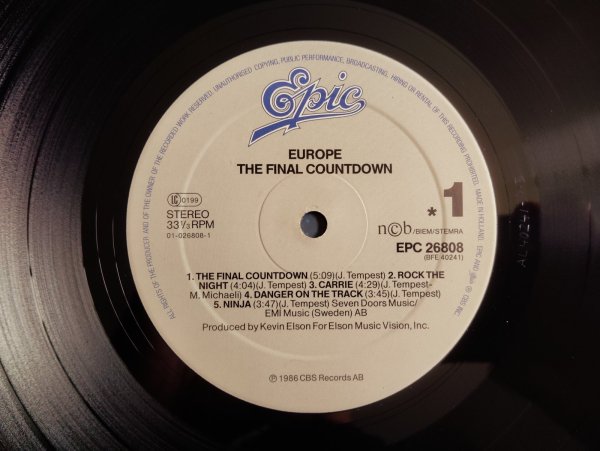 ALL RIGHTS OF THE PRODUCER AND OF THE OWNER OF THE RECORDED WORK RESERVED. UNAUTHORISED COPYING, PUBLIC PERFORMANCE, BROADCASTING, HIRING OR RENTAL OF THIS RECORDING PROHIBITED. MADE IN HOLLAND. EPIC AND
ARE
CBS INC.
Epic
EUROPE
THE FINAL COUNTDOWN
LC 0199
STEREO
33⅓ RPM
01-026808-1
* 1
n©b/BIEM/STEMRA
EPC 26808
(BFE 40241)
1. THE FINAL COUNTDOWN (5:09)(J. Tempest) 2. ROCK THE
NIGHT (4:04)(J. Tempest) 3. CARRIE (4:29)(J. Tempest-
M. Michaeli) 4. DANGER ON THE TRACK (3:45)(J. Tempest)
5. NINJA (3:47)(J. Tempest) Seven Doors Music/
EMI Music (Sweden) AB
Produced by Kevin Elson For Elson Music Vision, Inc.
℗ 1986 CBS Records AB